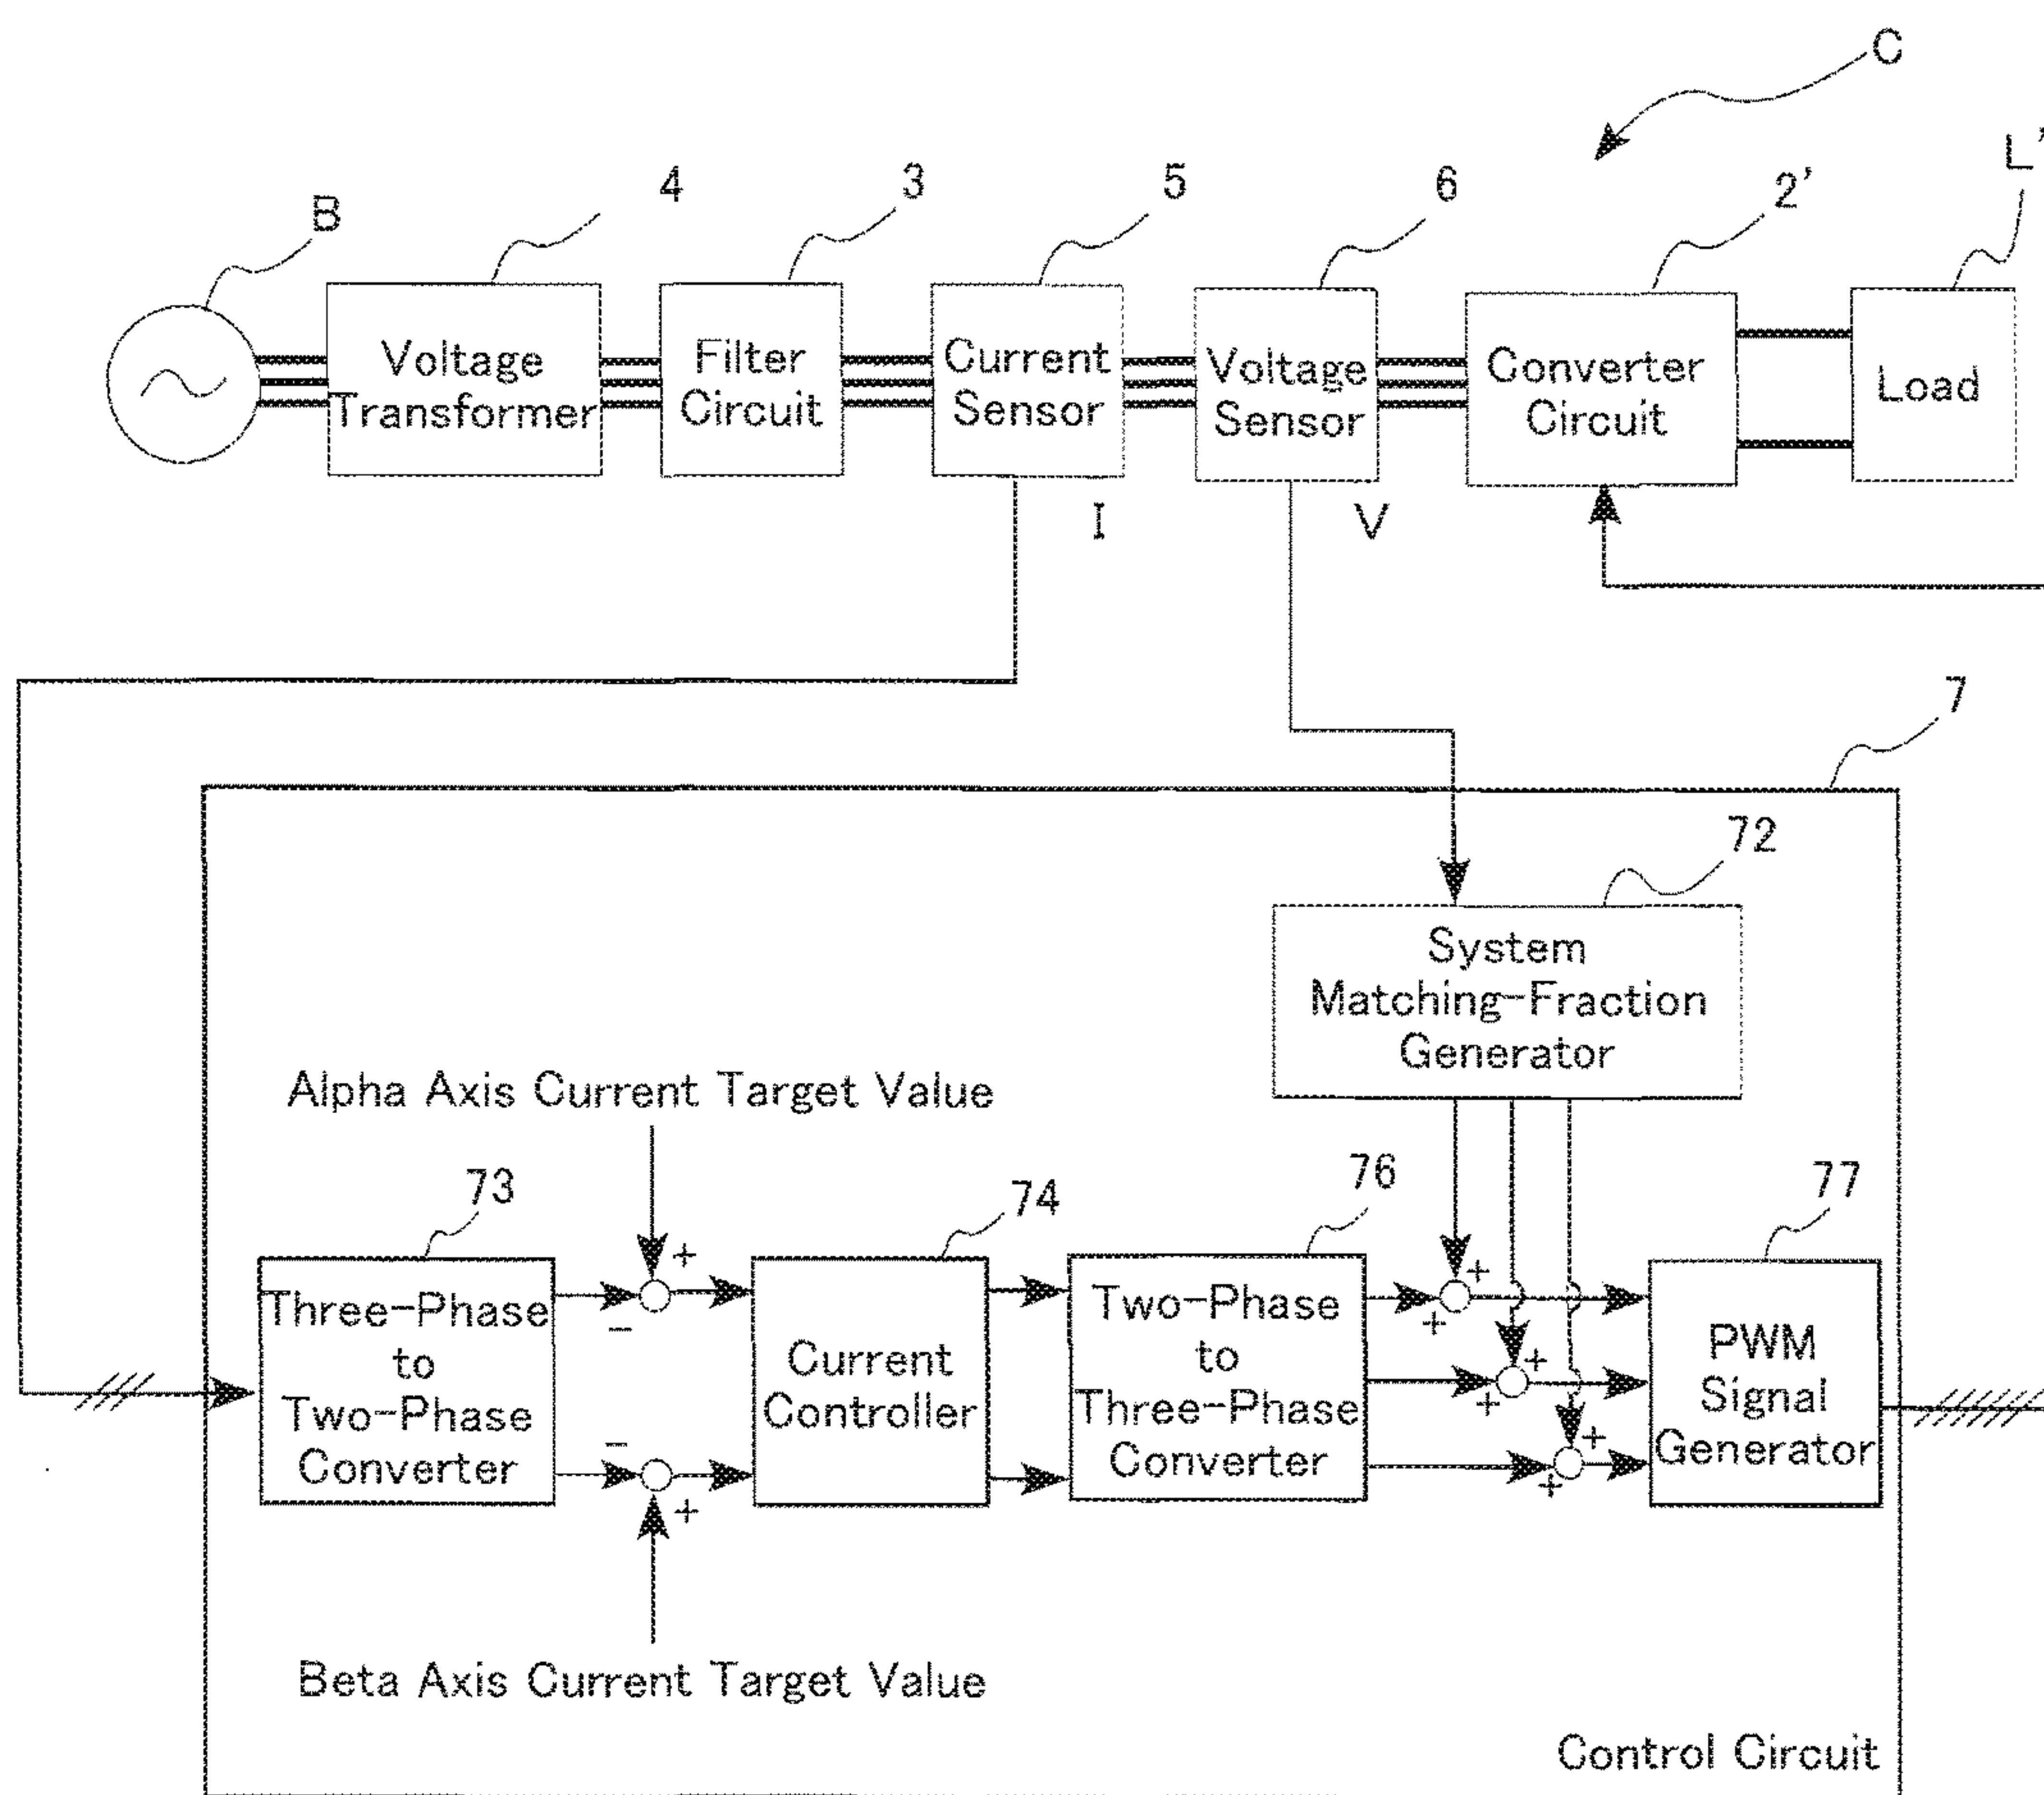 C
B
4
3
5
6
2'
L'
Voltage
Transformer
Filter
Circuit
Current
Sensor
Voltage
Sensor
Converter
Circuit
Load
I
V
7
72
System
Matching-Fraction
Generator
Alpha Axis Current Target Value
73
74
76
77
Three-Phase
to
Two-Phase
Converter
+
−
−
+
Current
Controller
Two-Phase
to
Three-Phase
Converter
+
+
+
+
+
+
PWM
Signal
Generator
Beta Axis Current Target Value
Control Circuit